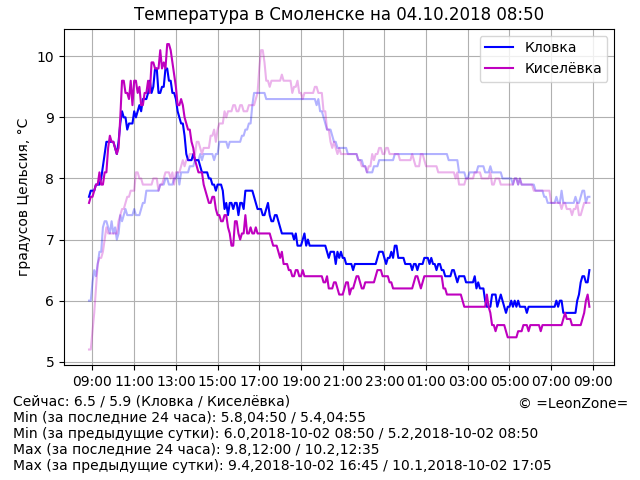 Температура в Смоленске на 04.10.2018 08:50
Кловка
Киселёвка
градусов Цельсия, °C
10
9
8
7
6
5
09:00 11:00 13:00 15:00 17:00 19:00 21:00 23:00 01:00 03:00 05:00 07:00 09:00
Сейчас: 6.5 / 5.9 (Кловка / Киселёвка)
© =LeonZone=
Min (за последние 24 часа): 5.8,04:50 / 5.4,04:55
Min (за предыдущие сутки): 6.0,2018-10-02 08:50 / 5.2,2018-10-02 08:50
Max (за последние 24 часа): 9.8,12:00 / 10.2,12:35
Max (за предыдущие сутки): 9.4,2018-10-02 16:45 / 10.1,2018-10-02 17:05